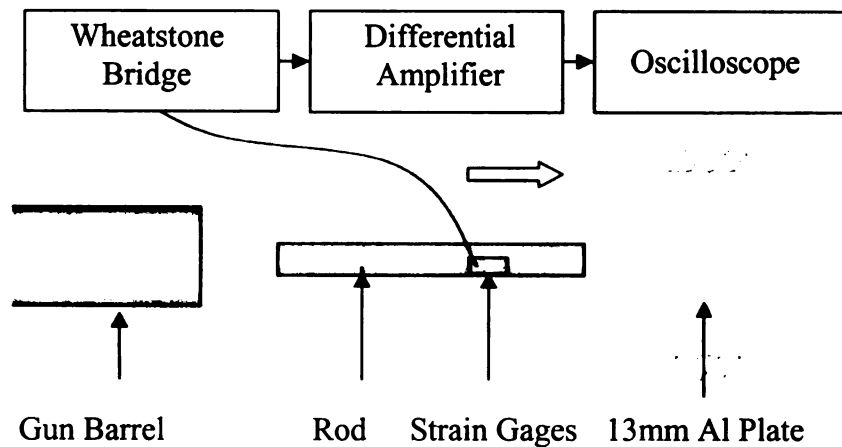 Wheatstone
Bridge
Differential
Amplifier
Oscilloscope
Gun Barrel
Rod
Strain Gages
13mm Al Plate